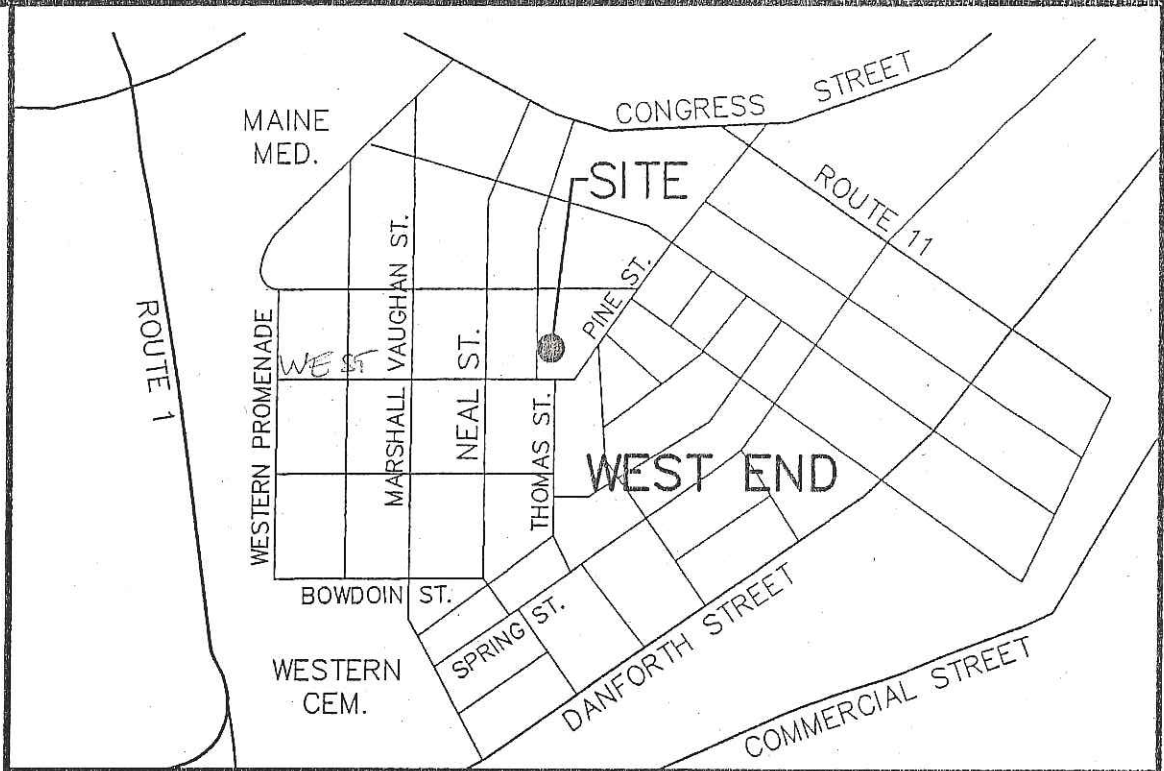 CONGRESS STREET
MAINE
MED.
SITE
ROUTE 11
MARSHALL VAUGHAN ST.
PINE ST.
ROUTE 1
WESTERN PROMENADE
WEST ST
NEAL ST.
THOMAS ST.
WEST END
BOWDOIN ST.
SPRING ST.
DANFORTH STREET
WESTERN
CEM.
COMMERCIAL STREET